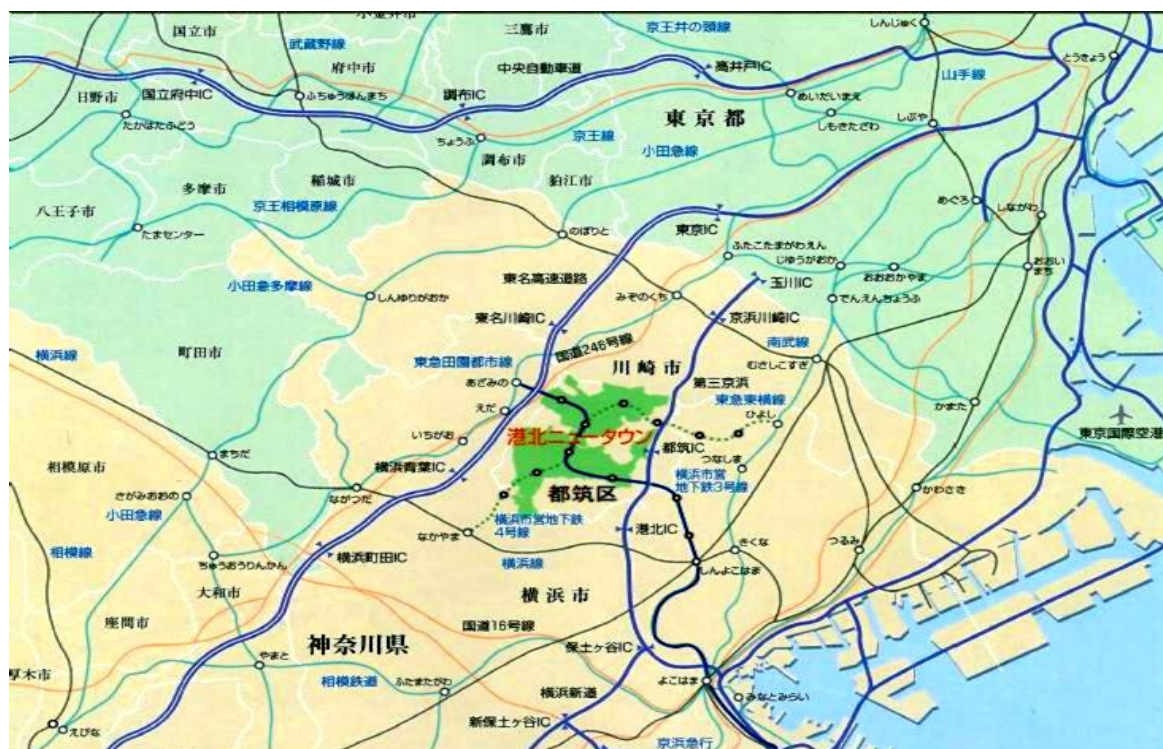 国立市
小金井市
三鷹市
京王井の頭線
しんじゅく
武蔵野線
府中市
中央自動車道
高井戸IC
とうきょう
山手線
日野市
国立府中IC
ふちゅうほんまち
調布IC
めいだいまえ
たかはたふどう
ちょうふ
京王線
東京都
しもきたざわ
しぶや
調布市
小田急線
多摩市
稲城市
狛江市
八王子市
京王相模原線
めぐろ
しながわ
たまセンター
のぼりと
東京IC
ふたこたまがわえん
じゆうがおか
おおおかやま
おおい
まち
小田急多摩線
しんゆりがおか
東名高速道路
みぞのくち
玉川IC
でんえんちょうふ
東名川崎IC
京浜川崎IC
横浜線
町田市
国道246号線
南武線
東急田園都市線
川崎市
むさしこすぎ
あざみの
第三京浜
東急東横線
かまた
えだ
ひよし
東京国際空港
いちがお
港北ニュータウン
都筑IC
まちだ
つなしま
相模原市
横浜青葉IC
横浜市営
地下鉄3号線
さがみおおの
ながつだ
都筑区
かわさき
小田急線
横浜市営地下鉄
4号線
港北IC
なかやま
相模線
横浜町田IC
横浜線
きくな
つるみ
ちゅうおうりんかん
しんよこはま
大和市
横浜市
座間市
国道16号線
神奈川県
保土ヶ谷IC
やまと
厚木市
相模鉄道
ふたまたがわ
よこはま
横浜新道
みなとみらい
えびな
新保土ヶ谷IC
京浜急行